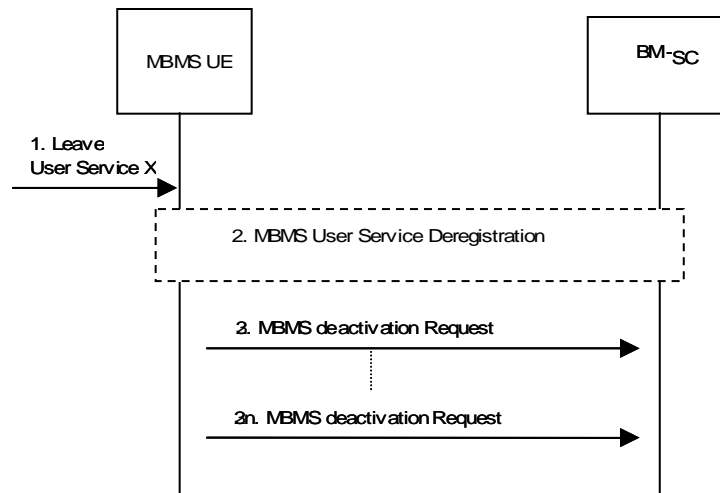 MBMS UE
BM-SC
1. Leave
User Service X
2. MBMS User Service Deregistration
3. MBMS deactivation Request
3n. MBMS deactivation Request